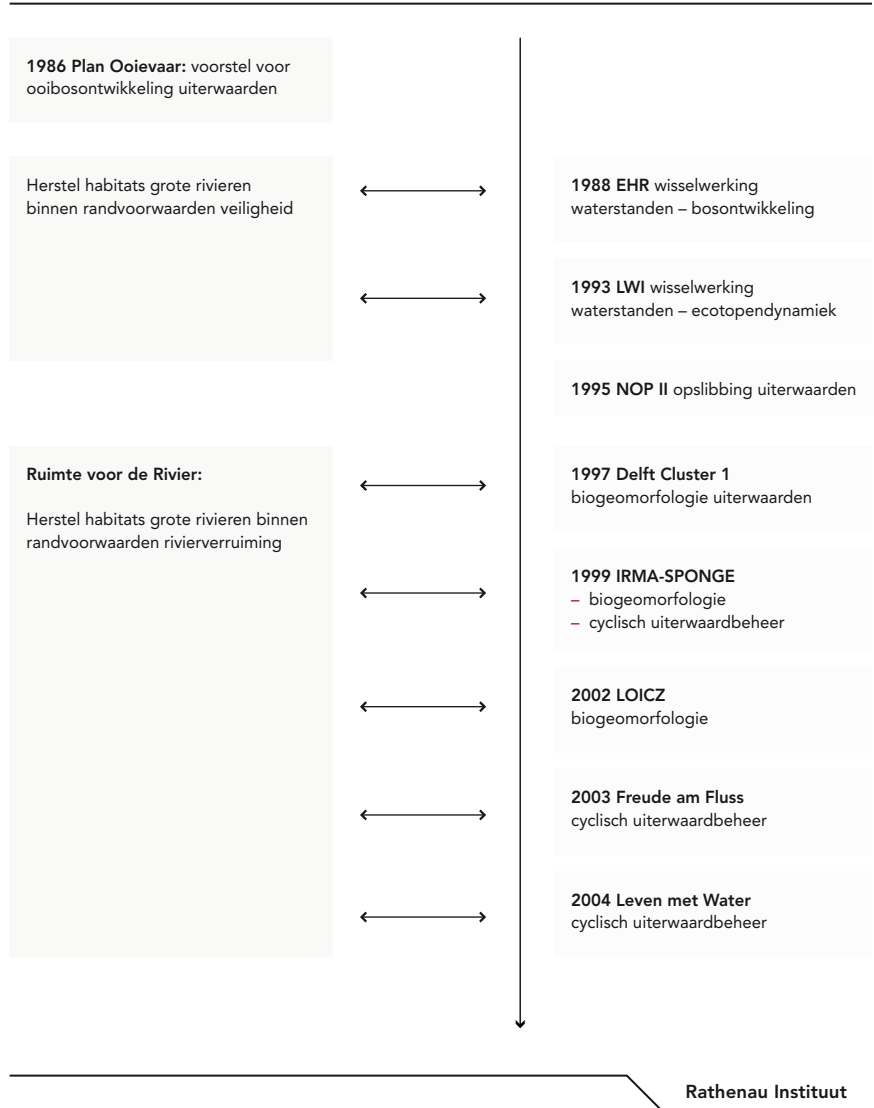 1986 Plan Ooievaar: voorstel voor
ooibosontwikkeling uiterwaarden
Herstel habitats grote rivieren
binnen randvoorwaarden veiligheid
1988 EHR wisselwerking
waterstanden – bosontwikkeling
1993 LWI wisselwerking
waterstanden – ecotopendynamiek
1995 NOP II opslibbing uiterwaarden
Ruimte voor de Rivier:
Herstel habitats grote rivieren binnen
randvoorwaarden rivierverruiming
1997 Delft Cluster 1
biogeomorfologie uiterwaarden
1999 IRMA-SPONGE
– biogeomorfologie
– cyclisch uiterwaardbeheer
2002 LOICZ
biogeomorfologie
2003 Freude am Fluss
cyclisch uiterwaardbeheer
2004 Leven met Water
cyclisch uiterwaardbeheer
Rathenau Instituut